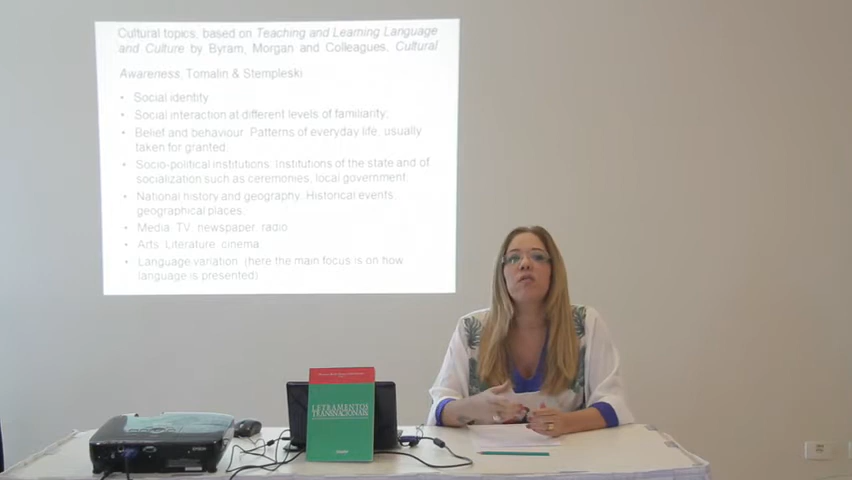 Cultural topics, based on Teaching and Learning Language
and Culture by Byram, Morgan and Colleagues. Cultural
Awareness, Tomalin & Stempleski
• Social identity
• Social interaction at different levels of familiarity;
• Belief and behaviour. Patterns of everyday life, usually
taken for granted.
• Socio-political institutions. Institutions of the state and of
socialization such as ceremonies, local government.
• National history and geography. Historical events,
geographical places.
• Media. TV, newspaper, radio
• Arts. Literature, cinema
• Language variation. (here the main focus is on how
language is presented)
LETRAMENTOS
TRANSNACIONAIS